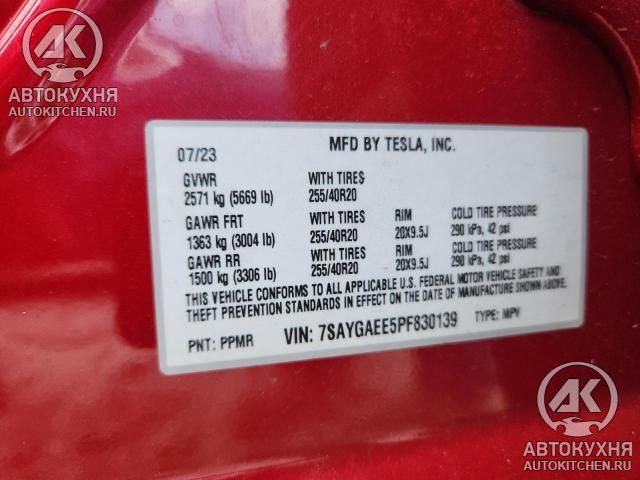 AK
АВТОКУХНЯ
AUTOKITCHEN.RU
MFD BY TESLA, INC.
07/23
GVWR WITH TIRES
2571 kg (5669 lb) 255/40R20
GAWR FRT WITH TIRES RIM COLD TIRE PRESSURE
1363 kg (3004 lb) 255/40R20 20X9.5J 290 kPa, 42 psi
GAWR RR WITH TIRES RIM COLD TIRE PRESSURE
1500 kg (3306 lb) 255/40R20 20X9.5J 290 kPa, 42 psi
THIS VEHICLE CONFORMS TO ALL APPLICABLE U.S. FEDERAL MOTOR VEHICLE SAFETY AND
THEFT PREVENTION STANDARDS IN EFFECT ON THE DATE OF MANUFACTURE SHOWN ABOVE.
PNT: PPMR VIN: 7SAYGAEE5PF830139 TYPE: MPV
AK
АВТОКУХНЯ
AUTOKITCHEN.RU